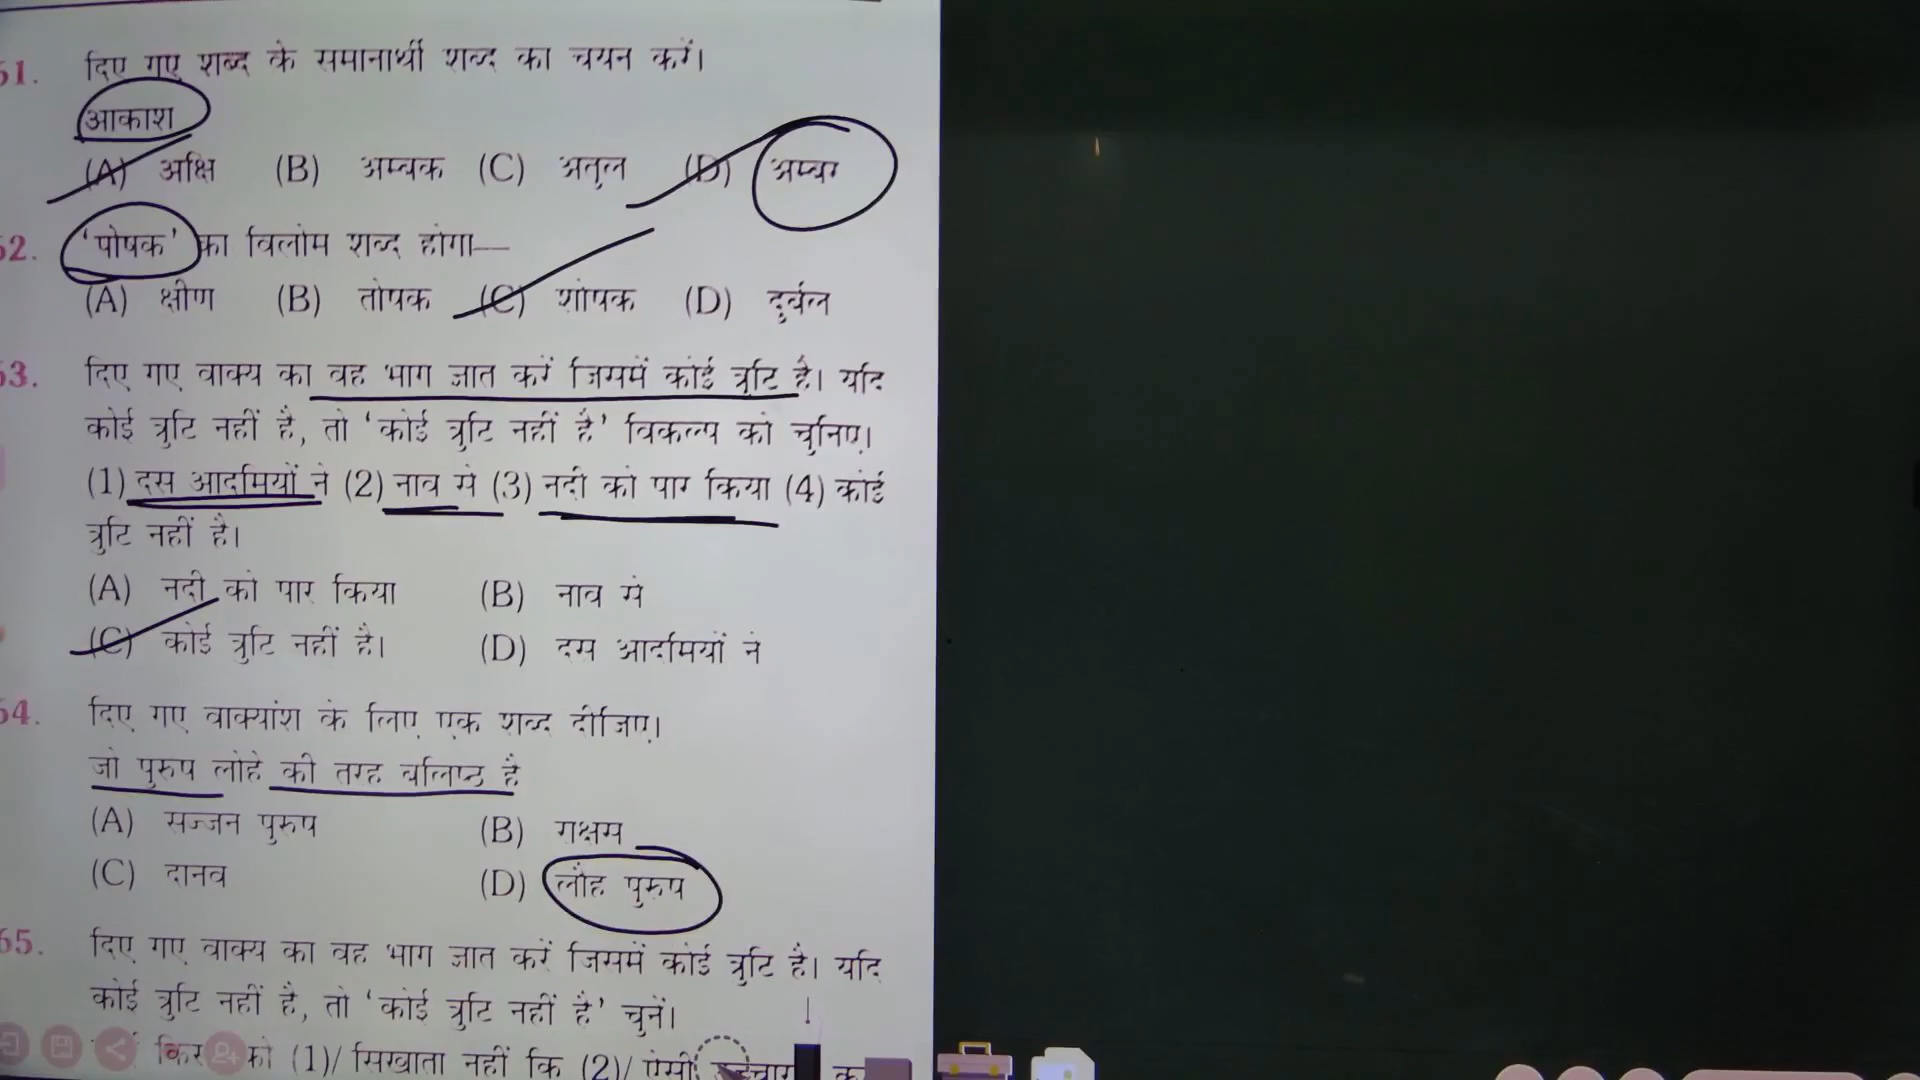 61. दिए गए शब्द के समानार्थी शब्द का चयन करें।
आकाश
(A) अक्षि (B) अम्बक (C) अतुल (D) अम्बर
62. 'पोषक' का विलोम शब्द होगा—
(A) क्षीण (B) तोषक (C) शोषक (D) दुर्बल
63. दिए गए वाक्य का वह भाग ज्ञात करें जिसमें कोई त्रुटि है। यदि
कोई त्रुटि नहीं है, तो 'कोई त्रुटि नहीं है' विकल्प को चुनिए।
(1) दस आदमियों ने (2) नाव से (3) नदी को पार किया (4) कोई
त्रुटि नहीं है।
(A) नदी को पार किया (B) नाव से
(C) कोई त्रुटि नहीं है। (D) दस आदमियों ने
64. दिए गए वाक्यांश के लिए एक शब्द दीजिए।
जो पुरुष लोहे की तरह बलिष्ठ है
(A) सज्जन पुरुष (B) राक्षस
(C) दानव (D) लौह पुरुष
65. दिए गए वाक्य का वह भाग ज्ञात करें जिसमें कोई त्रुटि है। यदि
कोई त्रुटि नहीं है, तो 'कोई त्रुटि नहीं है' चुनें।
को (1)/ सिखाता नहीं कि (2)/ ऐसी